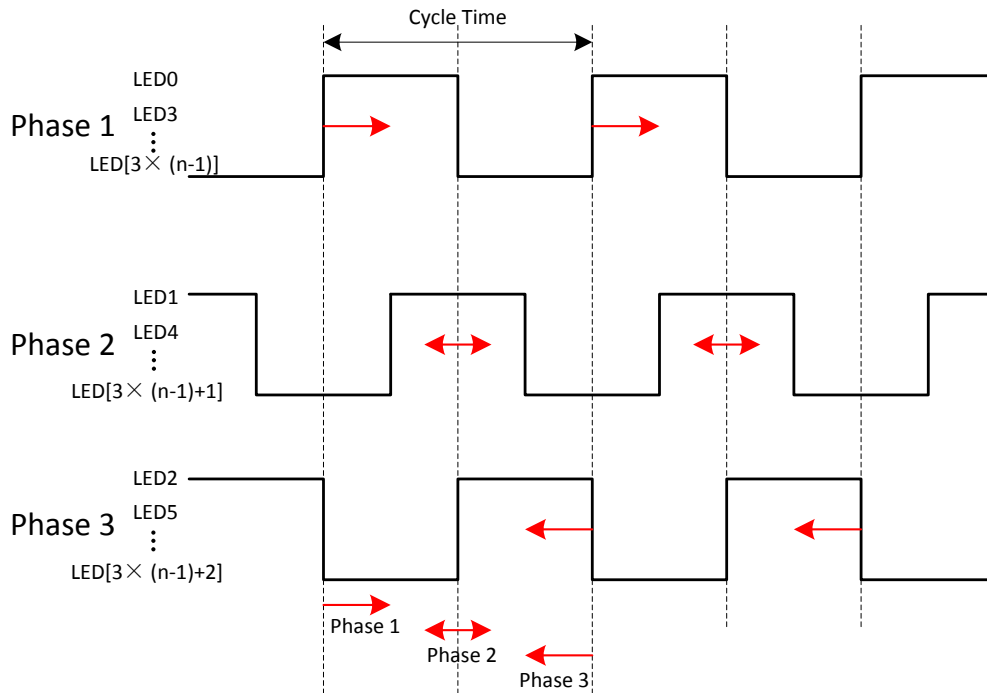 Cycle Time
Phase 1
LED0
LED3
⋮
LED[3× (n-1)]
Phase 2
LED1
LED4
⋮
LED[3× (n-1)+1]
Phase 3
LED2
LED5
⋮
LED[3× (n-1)+2]
Phase 1
Phase 2
Phase 3